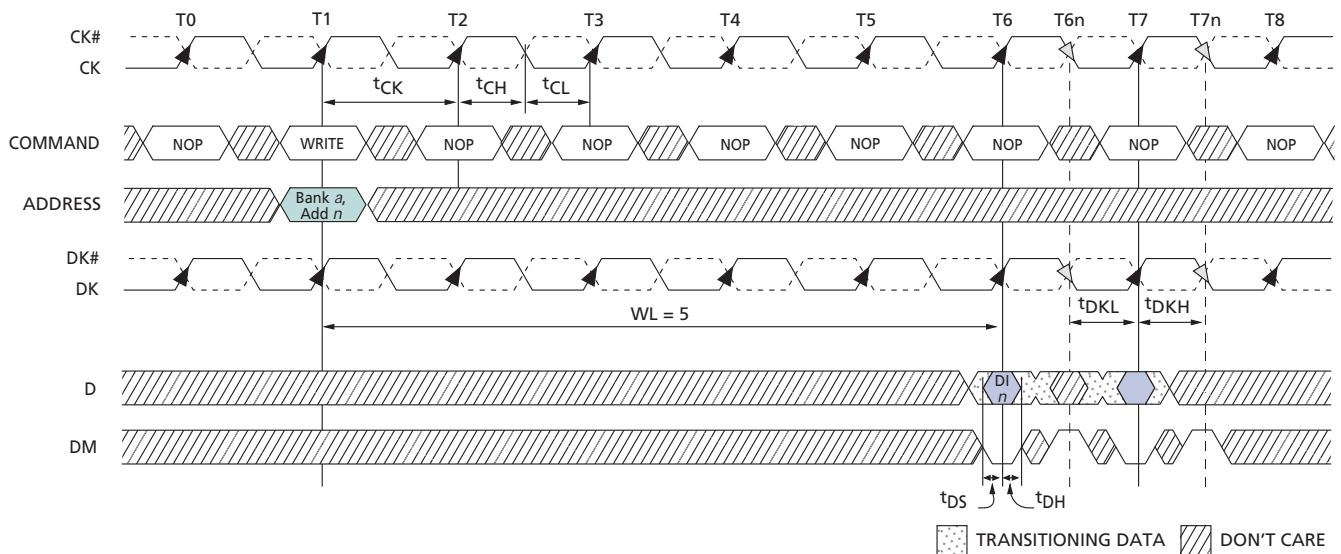 T0 T1 T2 T3 T4 T5 T6 T6n T7 T7n T8
CK#
CK
tCK tCH tCL
COMMAND NOP WRITE NOP NOP NOP NOP NOP NOP NOP
ADDRESS Bank a,
Add n
DK#
DK
WL = 5 tDKL tDKH
D DI
n
DM
tDS tDH
TRANSITIONING DATA DON'T CARE